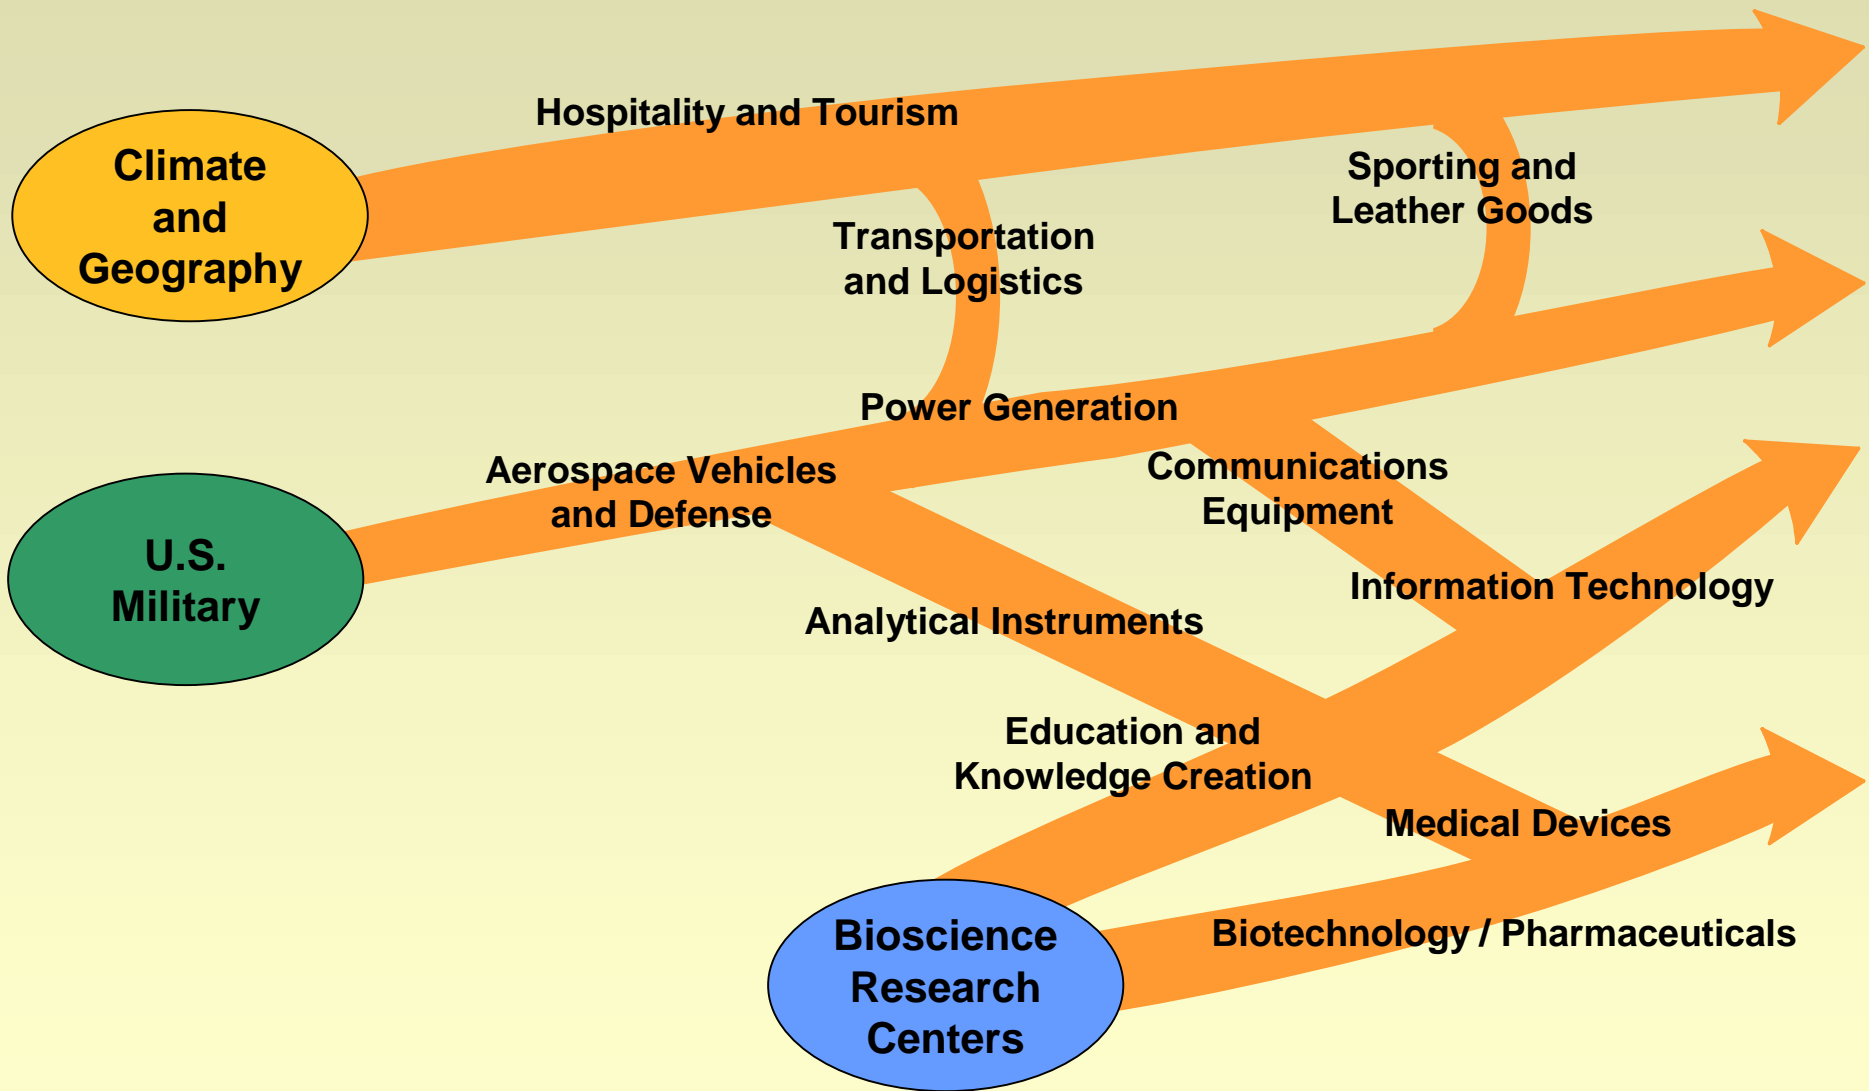 Hospitality and Tourism
Climate
and
Geography
Sporting and
Leather Goods
Transportation
and Logistics
Power Generation
Aerospace Vehicles
and Defense
Communications
Equipment
U.S.
Military
Information Technology
Analytical Instruments
Education and
Knowledge Creation
Medical Devices
Bioscience
Research
Centers
Biotechnology / Pharmaceuticals